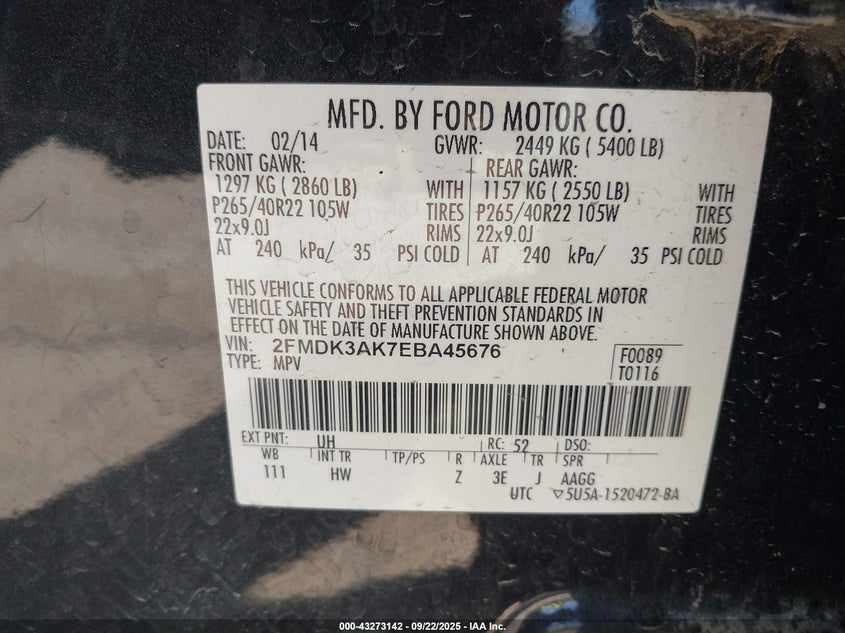 MFD. BY FORD MOTOR CO.
DATE: 02/14 GVWR: 2449 KG ( 5400 LB)
FRONT GAWR: REAR GAWR:
1297 KG ( 2860 LB) WITH 1157 KG ( 2550 LB) WITH
P265/40R22 105W TIRES P265/40R22 105W TIRES
22x9.0J RIMS 22x9.0J RIMS
AT 240 kPa/ 35 PSI COLD AT 240 kPa/ 35 PSI COLD
THIS VEHICLE CONFORMS TO ALL APPLICABLE FEDERAL MOTOR
VEHICLE SAFETY AND THEFT PREVENTION STANDARDS IN
EFFECT ON THE DATE OF MANUFACTURE SHOWN ABOVE.
VIN: 2FMDK3AK7EBA45676 F0089
TYPE: MPV T0116
EXT PNT: UH RC: 52 DSO:
WB INT TR TP/PS R AXLE TR SPR
111 HW Z 3E J AAGG
UTC ▽5U5A-1520472-BA
000-43273142 - 09/22/2025 - IAA Inc.